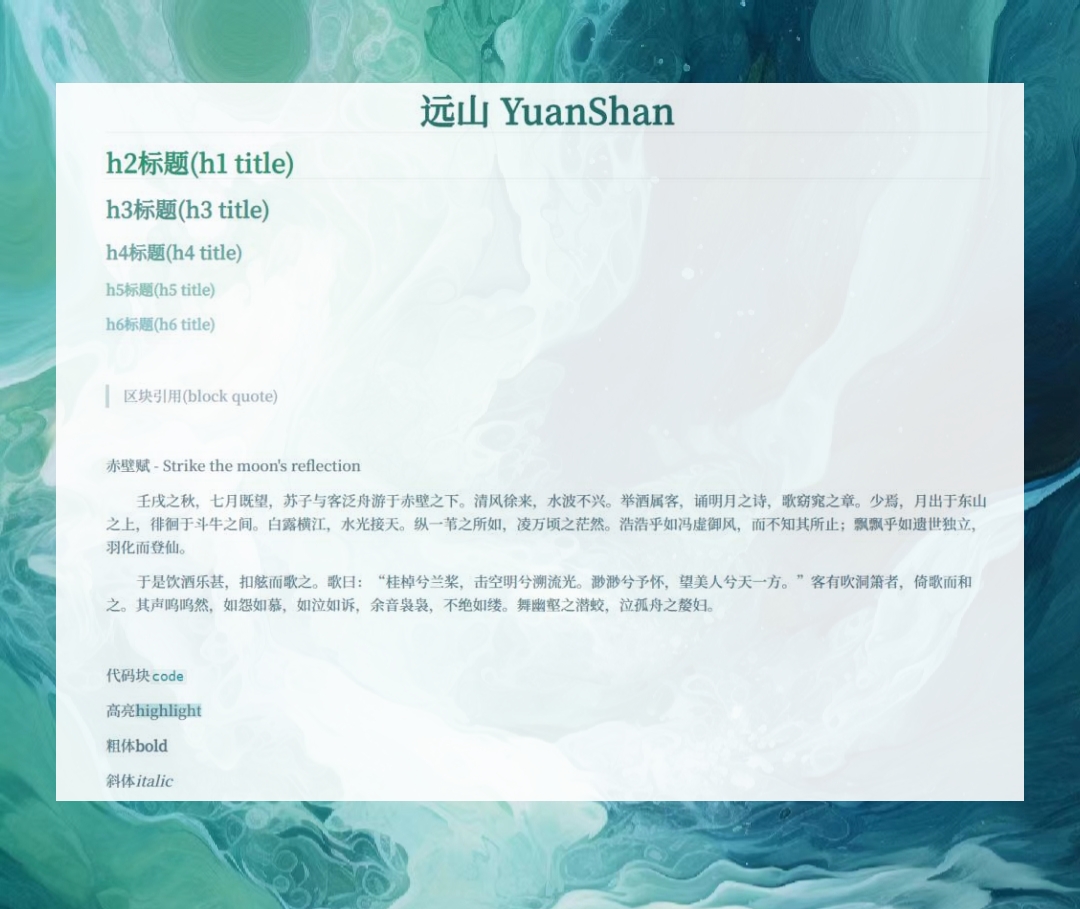 远山 YuanShan
h2标题(h1 title)
h3标题(h3 title)
h4标题(h4 title)
h5标题(h5 title)
h6标题(h6 title)
区块引用(block quote)
赤壁赋 - Strike the moon's reflection
壬戌之秋，七月既望，苏子与客泛舟游于赤壁之下。清风徐来，水波不兴。举酒属客，诵明月之诗，歌窈窕之章。少焉，月出于东山
之上，徘徊于斗牛之间。白露横江，水光接天。纵一苇之所如，凌万顷之茫然。浩浩乎如冯虚御风，而不知其所止；飘飘乎如遗世独立，
羽化而登仙。
于是饮酒乐甚，扣舷而歌之。歌曰：“桂棹兮兰桨，击空明兮溯流光。渺渺兮予怀，望美人兮天一方。”客有吹洞箫者，倚歌而和
之。其声呜呜然，如怨如慕，如泣如诉，余音袅袅，不绝如缕。舞幽壑之潜蛟，泣孤舟之嫠妇。
代码块code
高亮highlight
粗体bold
斜体italic